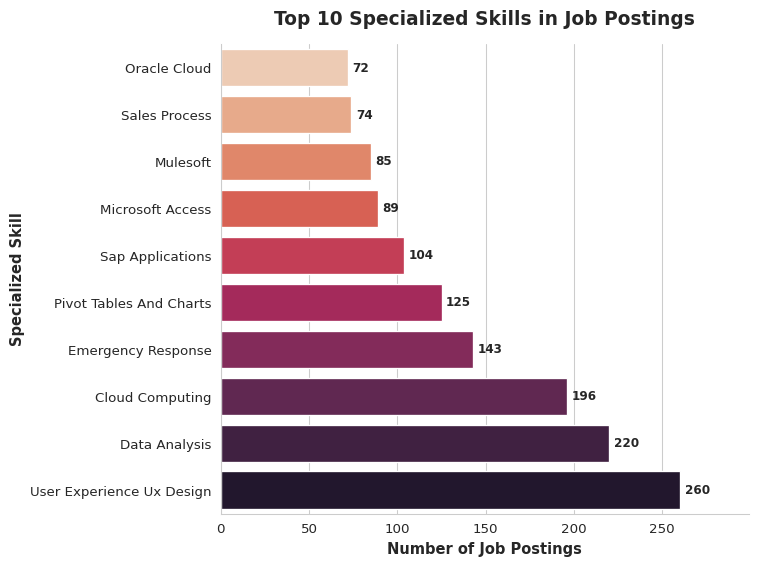 Top 10 Specialized Skills in Job Postings
Specialized Skill
Oracle Cloud 72
Sales Process 74
Mulesoft 85
Microsoft Access 89
Sap Applications 104
Pivot Tables And Charts 125
Emergency Response 143
Cloud Computing 196
Data Analysis 220
User Experience Ux Design 260
0 50 100 150 200 250
Number of Job Postings